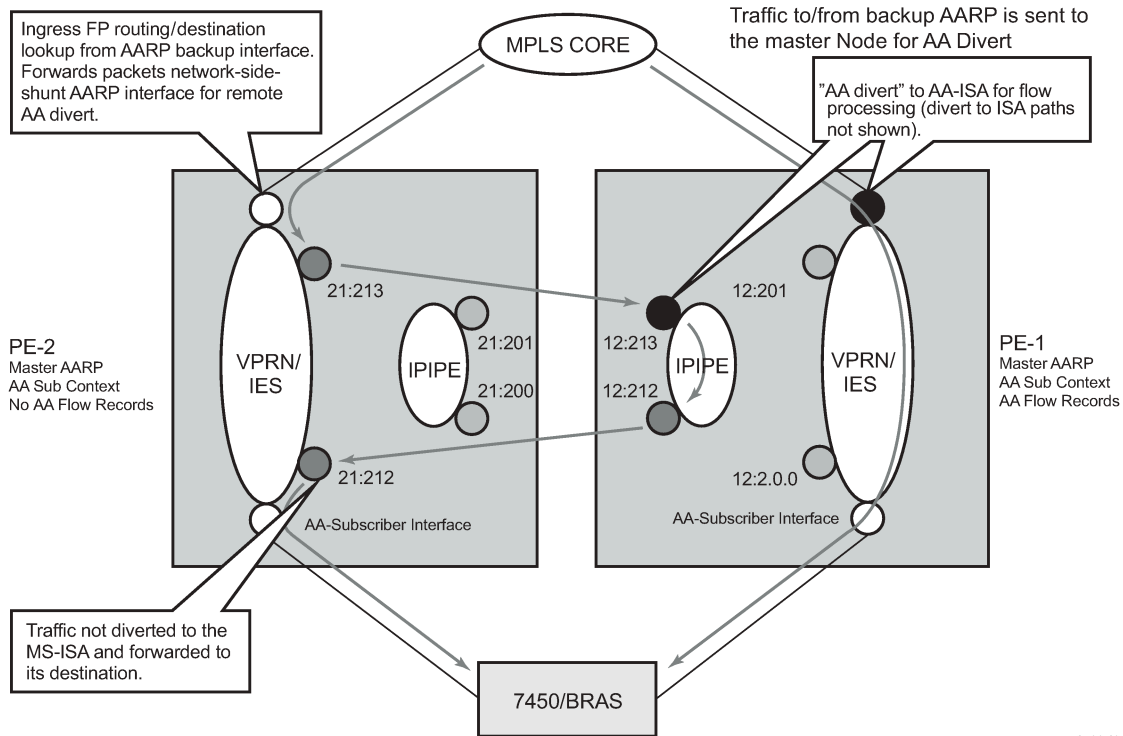 Ingress FP routing/destination
lookup from AARP backup interface.
Forwards packets network-side-
shunt AARP interface for remote
AA divert.
MPLS CORE
Traffic to/from backup AARP is sent to
the master Node for AA Divert
"AA divert" to AA-ISA for flow
processing (divert to ISA paths
not shown).
21:213
12:201
21:201
12:213
PE-2
Master AARP
AA Sub Context
No AA Flow Records
VPRN/
IES
IPIPE
21:200
12:212
IPIPE
VPRN/
IES
PE-1
Master AARP
AA Sub Context
AA Flow Records
21:212
12:2.0.0
AA-Subscriber Interface
AA-Subscriber Interface
Traffic not diverted to the
MS-ISA and forwarded to
its destination.
7450/BRAS